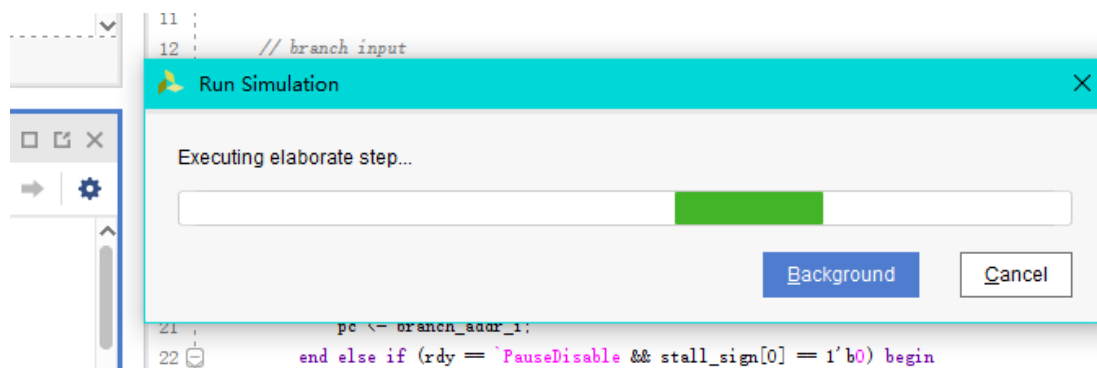 11
12 // branch input
Run Simulation
Executing elaborate step...
Background
Cancel
21 pc <= branch_addr_i;
22 end else if (rdy == `PauseDisable && stall_sign[0] == 1'b0) begin